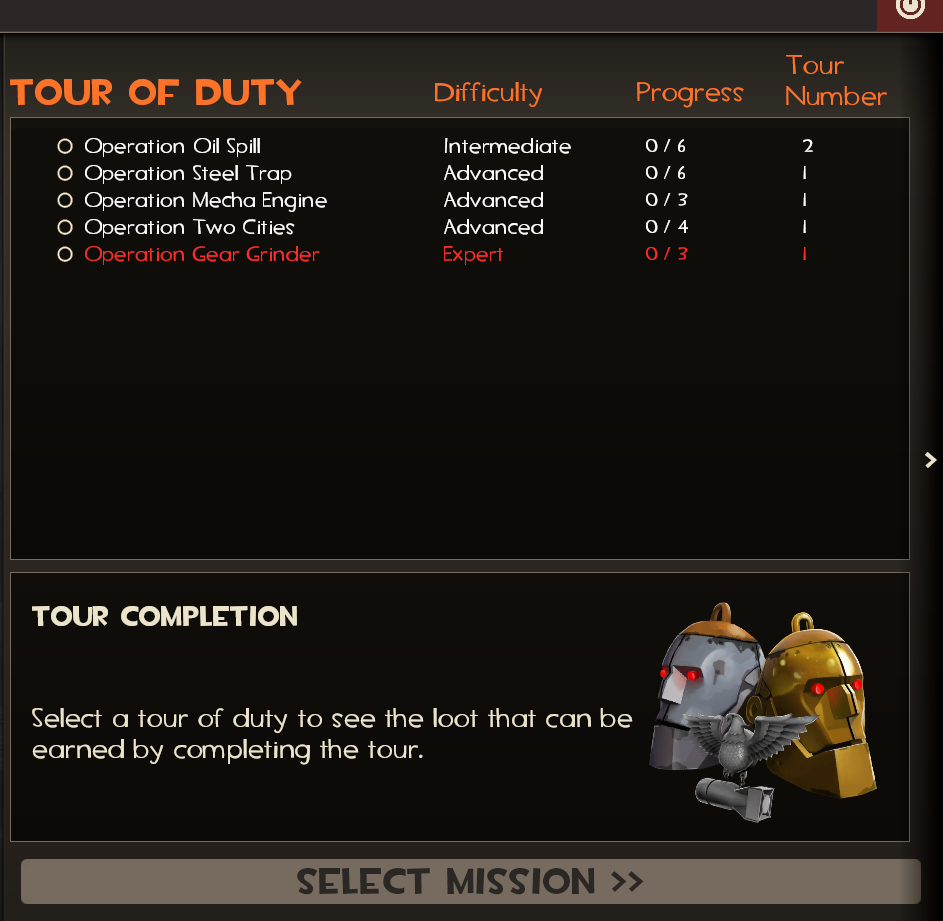 TOUR OF DUTY Difficulty Progress Tour Number
Operation Oil Spill Intermediate 0 / 6 2
Operation Steel Trap Advanced 0 / 6 1
Operation Mecha Engine Advanced 0 / 3 1
Operation Two Cities Advanced 0 / 4 1
Operation Gear Grinder Expert 0 / 3 1
TOUR COMPLETION
Select a tour of duty to see the loot that can be
earned by completing the tour.
SELECT MISSION >>